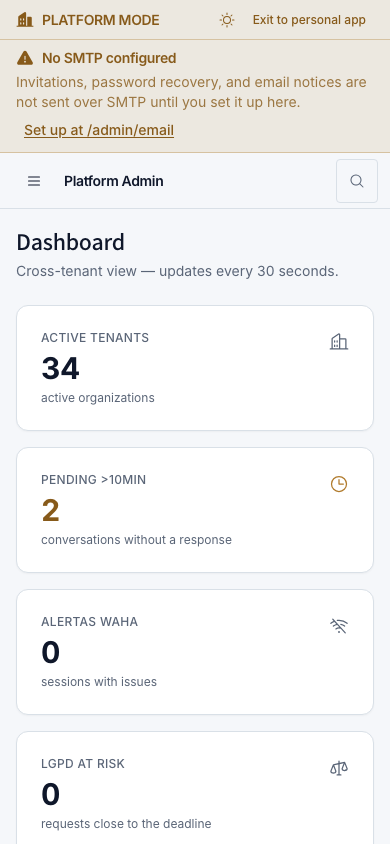 PLATFORM MODE
Exit to personal app
No SMTP configured
Invitations, password recovery, and email notices are
not sent over SMTP until you set it up here.
Set up at /admin/email
Platform Admin
Dashboard
Cross-tenant view — updates every 30 seconds.
ACTIVE TENANTS
34
active organizations
PENDING >10MIN
2
conversations without a response
ALERTAS WAHA
0
sessions with issues
LGPD AT RISK
0
requests close to the deadline